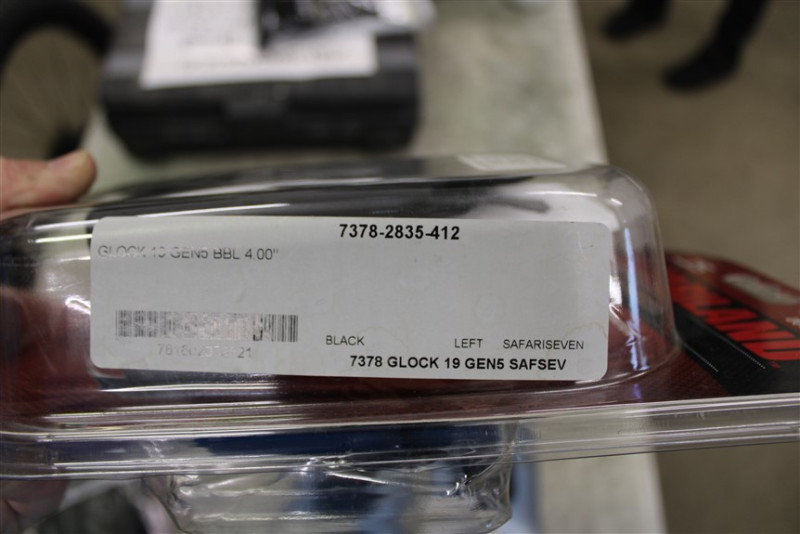 7378-2835-412
GLOCK 19 GEN5 BBL 4.00"
BLACK LEFT SAFARISEVEN
7378 GLOCK 19 GEN5 SAFSEV